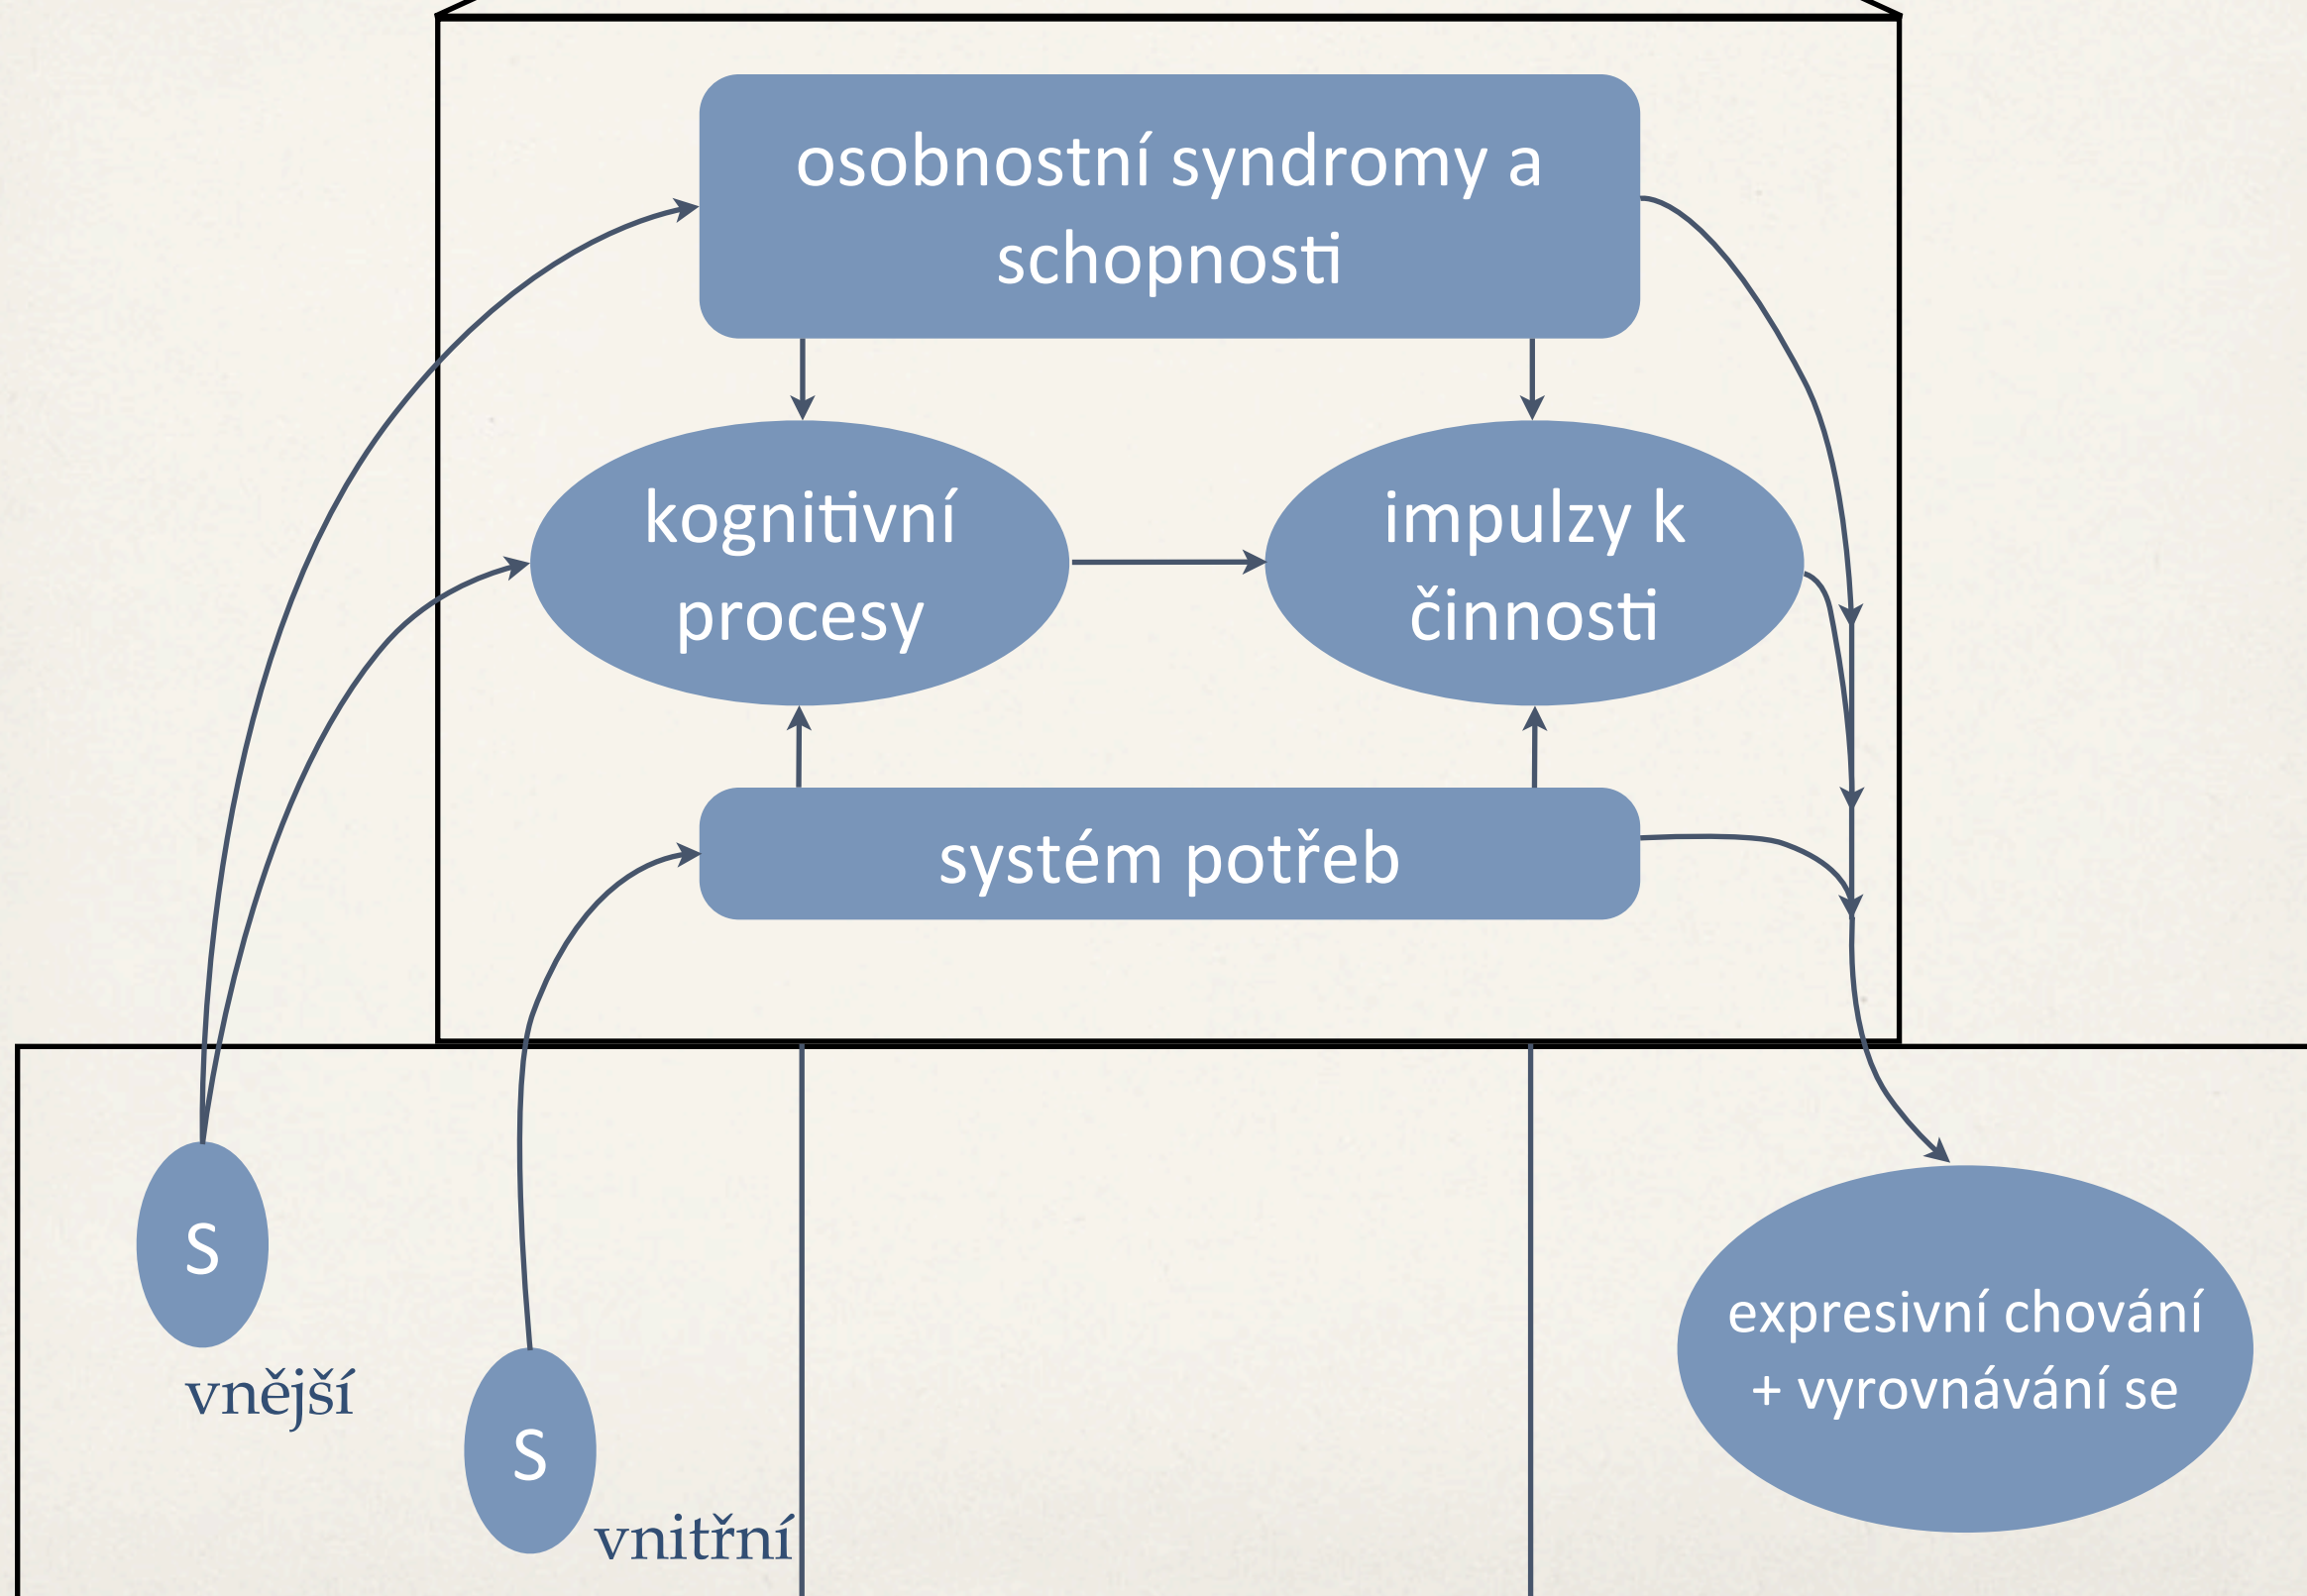 osobnostní syndromy a
schopnosti
kognitivní
procesy
impulzy k
činnosti
systém potřeb
S
vnější
S
vnitřní
expresivní chování
+ vyrovnávání se